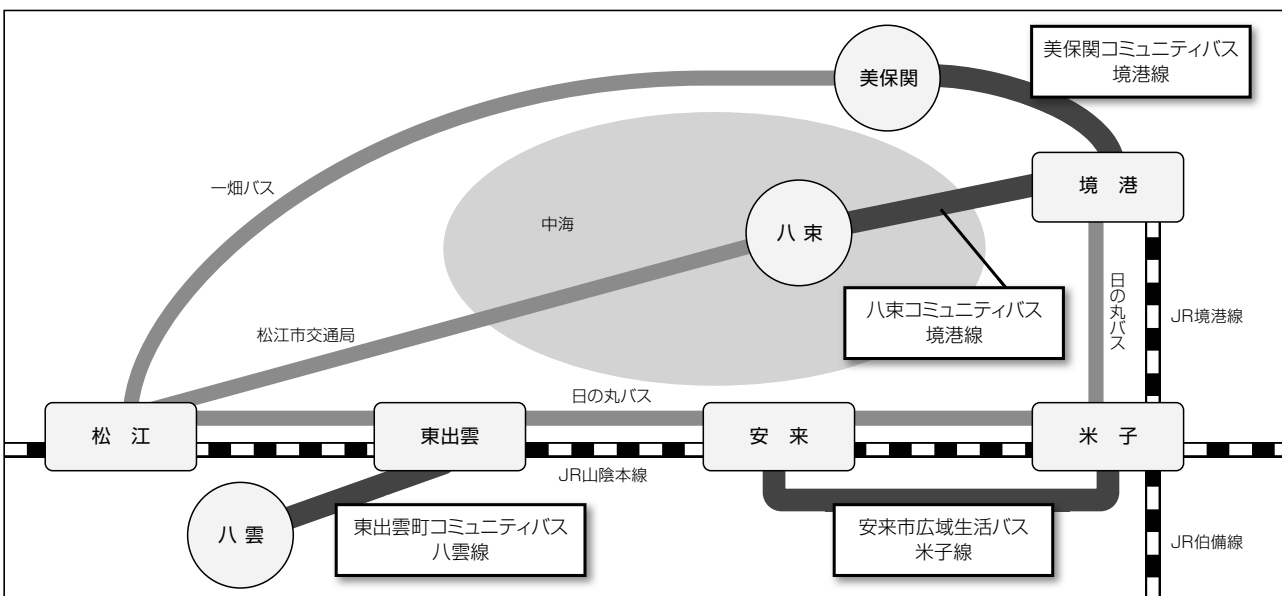 美保関コミュニティバス
境港線
美保関
境 港
一畑バス
中海
八 束
日の丸バス
八束コミュニティバス
境港線
JR境港線
松江市交通局
日の丸バス
松 江
東出雲
安 来
米 子
JR山陰本線
八 雲
東出雲町コミュニティバス
八雲線
安来市広域生活バス
米子線
JR伯備線